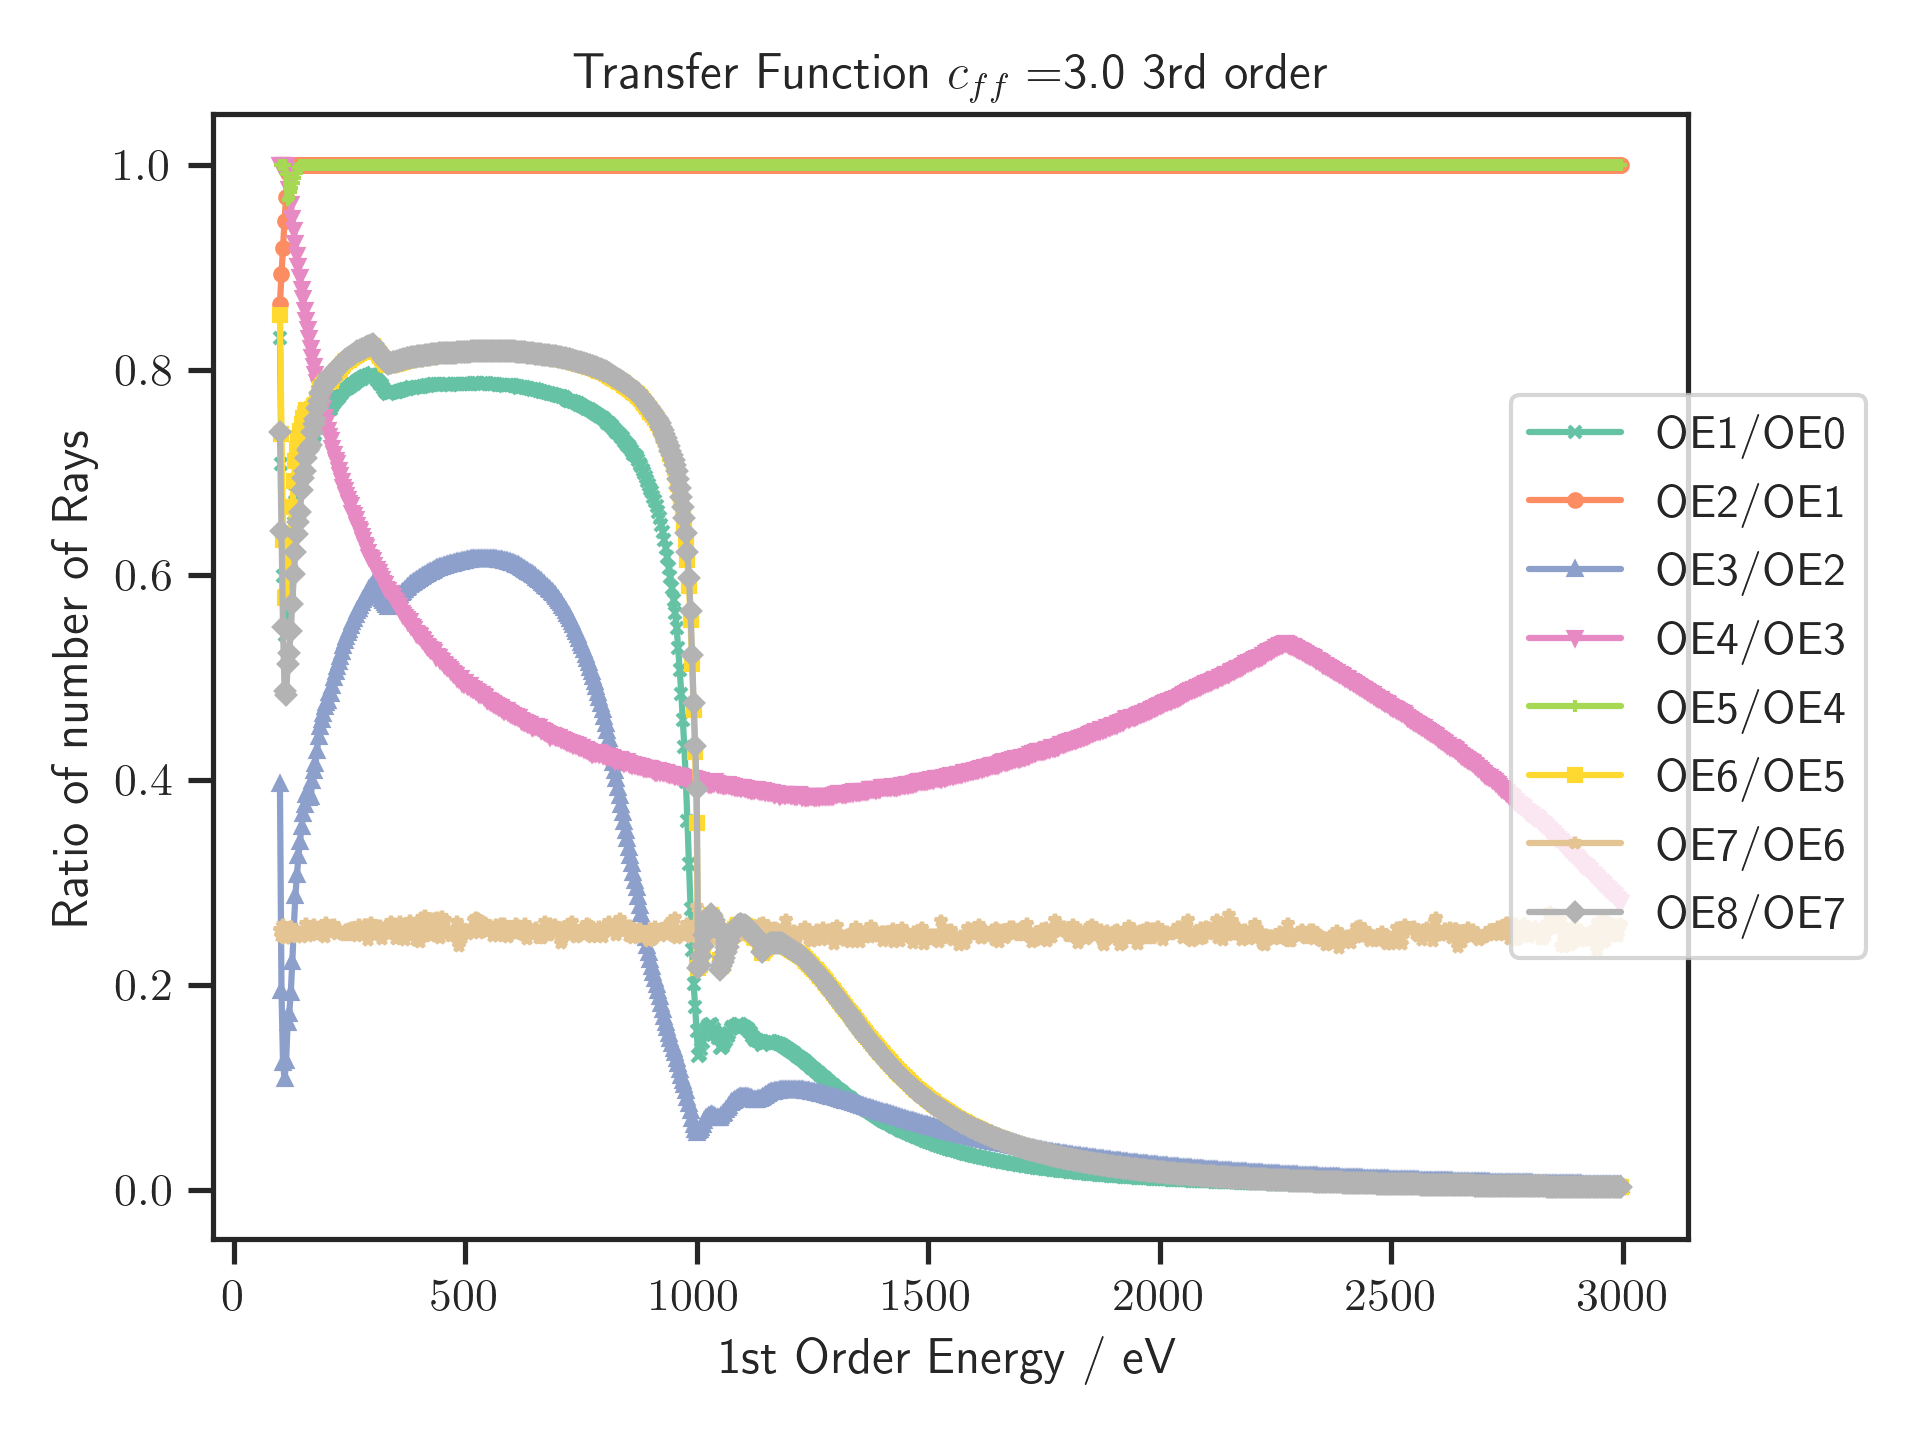 Transfer Function c_ff =3.0 3rd order
Ratio of number of Rays
1.0
0.8
0.6
0.4
0.2
0.0
0 500 1000 1500 2000 2500 3000
1st Order Energy / eV
OE1/OE0
OE2/OE1
OE3/OE2
OE4/OE3
OE5/OE4
OE6/OE5
OE7/OE6
OE8/OE7